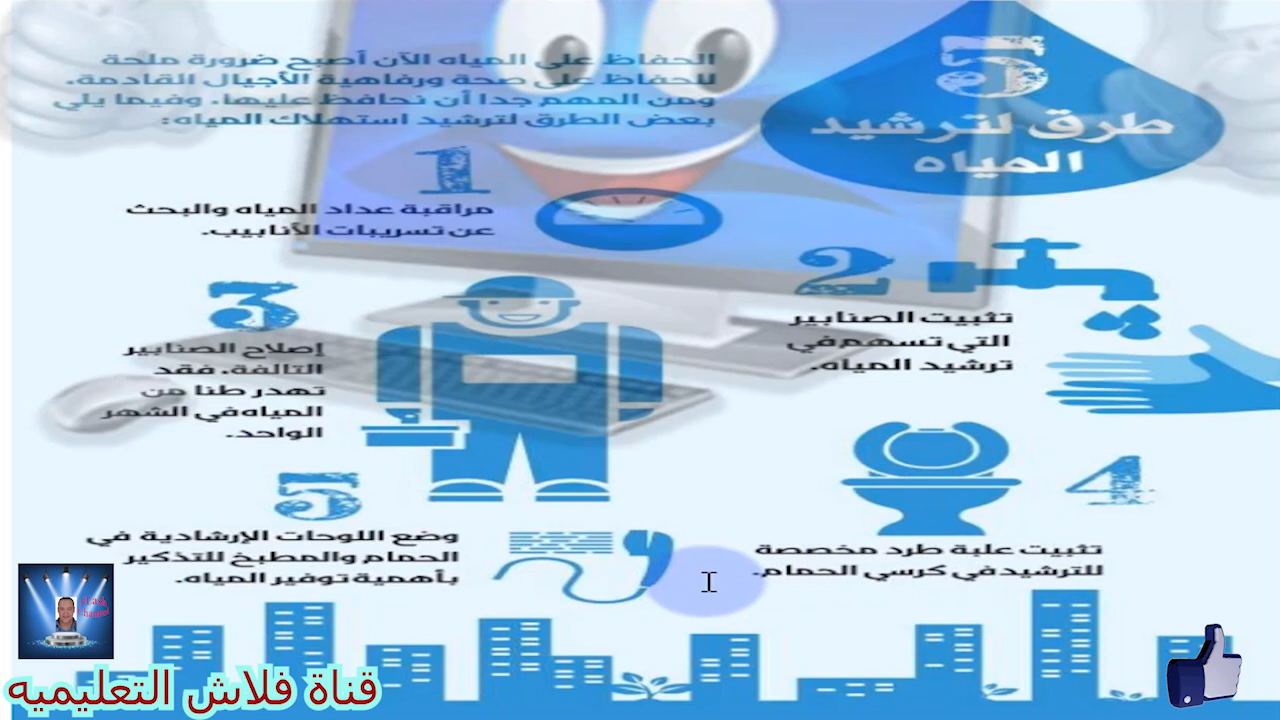 5
طرق لترشيد
المياه
الحفاظ على المياه الآن أصبح ضرورة ملحة
للحفاظ على صحة ورفاهية الأجيال القادمة.
ومن المهم جدا أن نحافظ عليها. وفيما يلي
بعض الطرق لترشيد استهلاك المياه:
1
مراقبة عداد المياه والبحث
عن تسريبات الأنابيب.
2
تثبيت الصنابير
التي تسهم في
ترشيد المياه.
3
إصلاح الصنابير
التالفة. فقد
تهدر طنا من
المياه في الشهر
الواحد.
4
تثبيت علبة طرد مخصصة
للترشيد في كرسي الحمام.
5
وضع اللوحات الإرشادية في
الحمام والمطبخ للتذكير
بأهمية توفير المياه.
قناة فلاش التعليميه